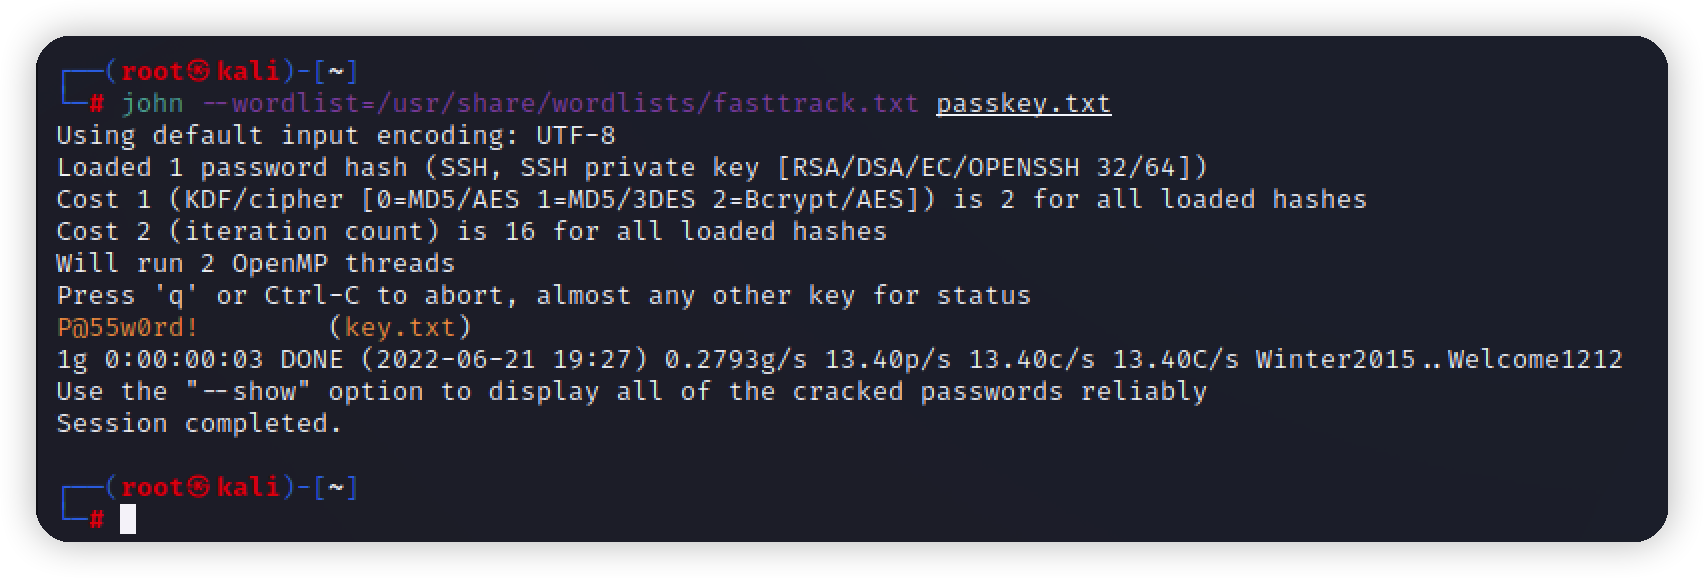 ┌──(root㉿kali)-[~]
└─# john --wordlist=/usr/share/wordlists/fasttrack.txt passkey.txt
Using default input encoding: UTF-8
Loaded 1 password hash (SSH, SSH private key [RSA/DSA/EC/OPENSSH 32/64])
Cost 1 (KDF/cipher [0=MD5/AES 1=MD5/3DES 2=Bcrypt/AES]) is 2 for all loaded hashes
Cost 2 (iteration count) is 16 for all loaded hashes
Will run 2 OpenMP threads
Press 'q' or Ctrl-C to abort, almost any other key for status
P@55w0rd!        (key.txt)
1g 0:00:00:03 DONE (2022-06-21 19:27) 0.2793g/s 13.40p/s 13.40c/s 13.40C/s Winter2015..Welcome1212
Use the "--show" option to display all of the cracked passwords reliably
Session completed.
┌──(root㉿kali)-[~]
└─#